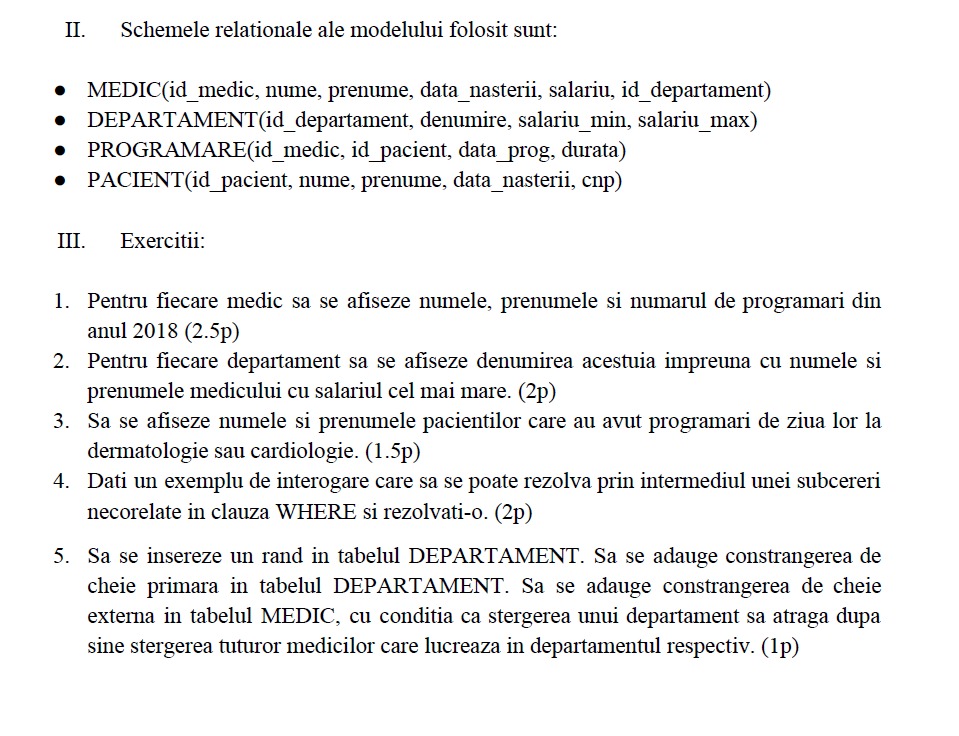 II. Schemele relationale ale modelului folosit sunt:
● MEDIC(id_medic, nume, prenume, data_nasterii, salariu, id_departament)
● DEPARTAMENT(id_departament, denumire, salariu_min, salariu_max)
● PROGRAMARE(id_medic, id_pacient, data_prog, durata)
● PACIENT(id_pacient, nume, prenume, data_nasterii, cnp)
III. Exercitii:
1. Pentru fiecare medic sa se afiseze numele, prenumele si numarul de programari din
anul 2018 (2.5p)
2. Pentru fiecare departament sa se afiseze denumirea acestuia impreuna cu numele si
prenumele medicului cu salariul cel mai mare. (2p)
3. Sa se afiseze numele si prenumele pacientilor care au avut programari de ziua lor la
dermatologie sau cardiologie. (1.5p)
4. Dati un exemplu de interogare care sa se poate rezolva prin intermediul unei subcereri
necorelate in clauza WHERE si rezolvati-o. (2p)
5. Sa se insereze un rand in tabelul DEPARTAMENT. Sa se adauge constrangerea de
cheie primara in tabelul DEPARTAMENT. Sa se adauge constrangerea de cheie
externa in tabelul MEDIC, cu conditia ca stergerea unui departament sa atraga dupa
sine stergerea tuturor medicilor care lucreaza in departamentul respectiv. (1p)